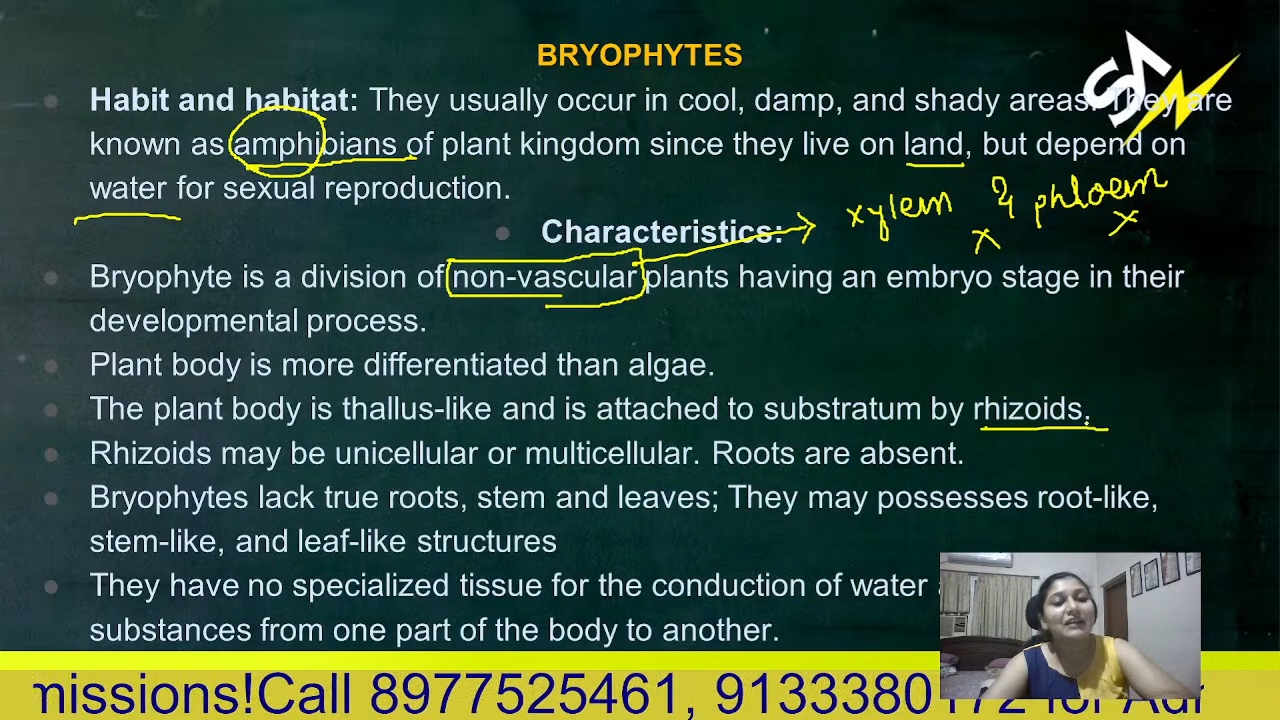 BRYOPHYTES
Habit and habitat: They usually occur in cool, damp, and shady areas. They are
known as amphibians of plant kingdom since they live on land, but depend on
water for sexual reproduction.
xylem & phloem
x x
Characteristics:
Bryophyte is a division of non-vascular plants having an embryo stage in their
developmental process.
Plant body is more differentiated than algae.
The plant body is thallus-like and is attached to substratum by rhizoids.
Rhizoids may be unicellular or multicellular. Roots are absent.
Bryophytes lack true roots, stem and leaves; They may possesses root-like,
stem-like, and leaf-like structures
They have no specialized tissue for the conduction of water
substances from one part of the body to another.
missions!Call 8977525461, 9133380